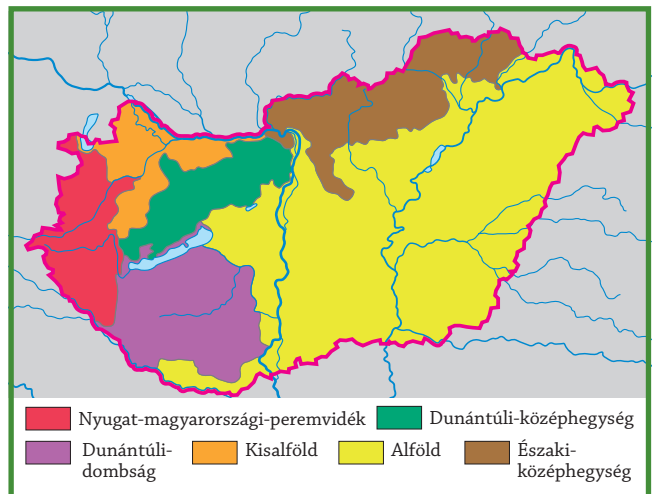 Nyugat-magyarországi-peremvidék
Dunántúli-középhegység
Dunántúli-
dombság
Kisalföld
Alföld
Északi-
középhegység